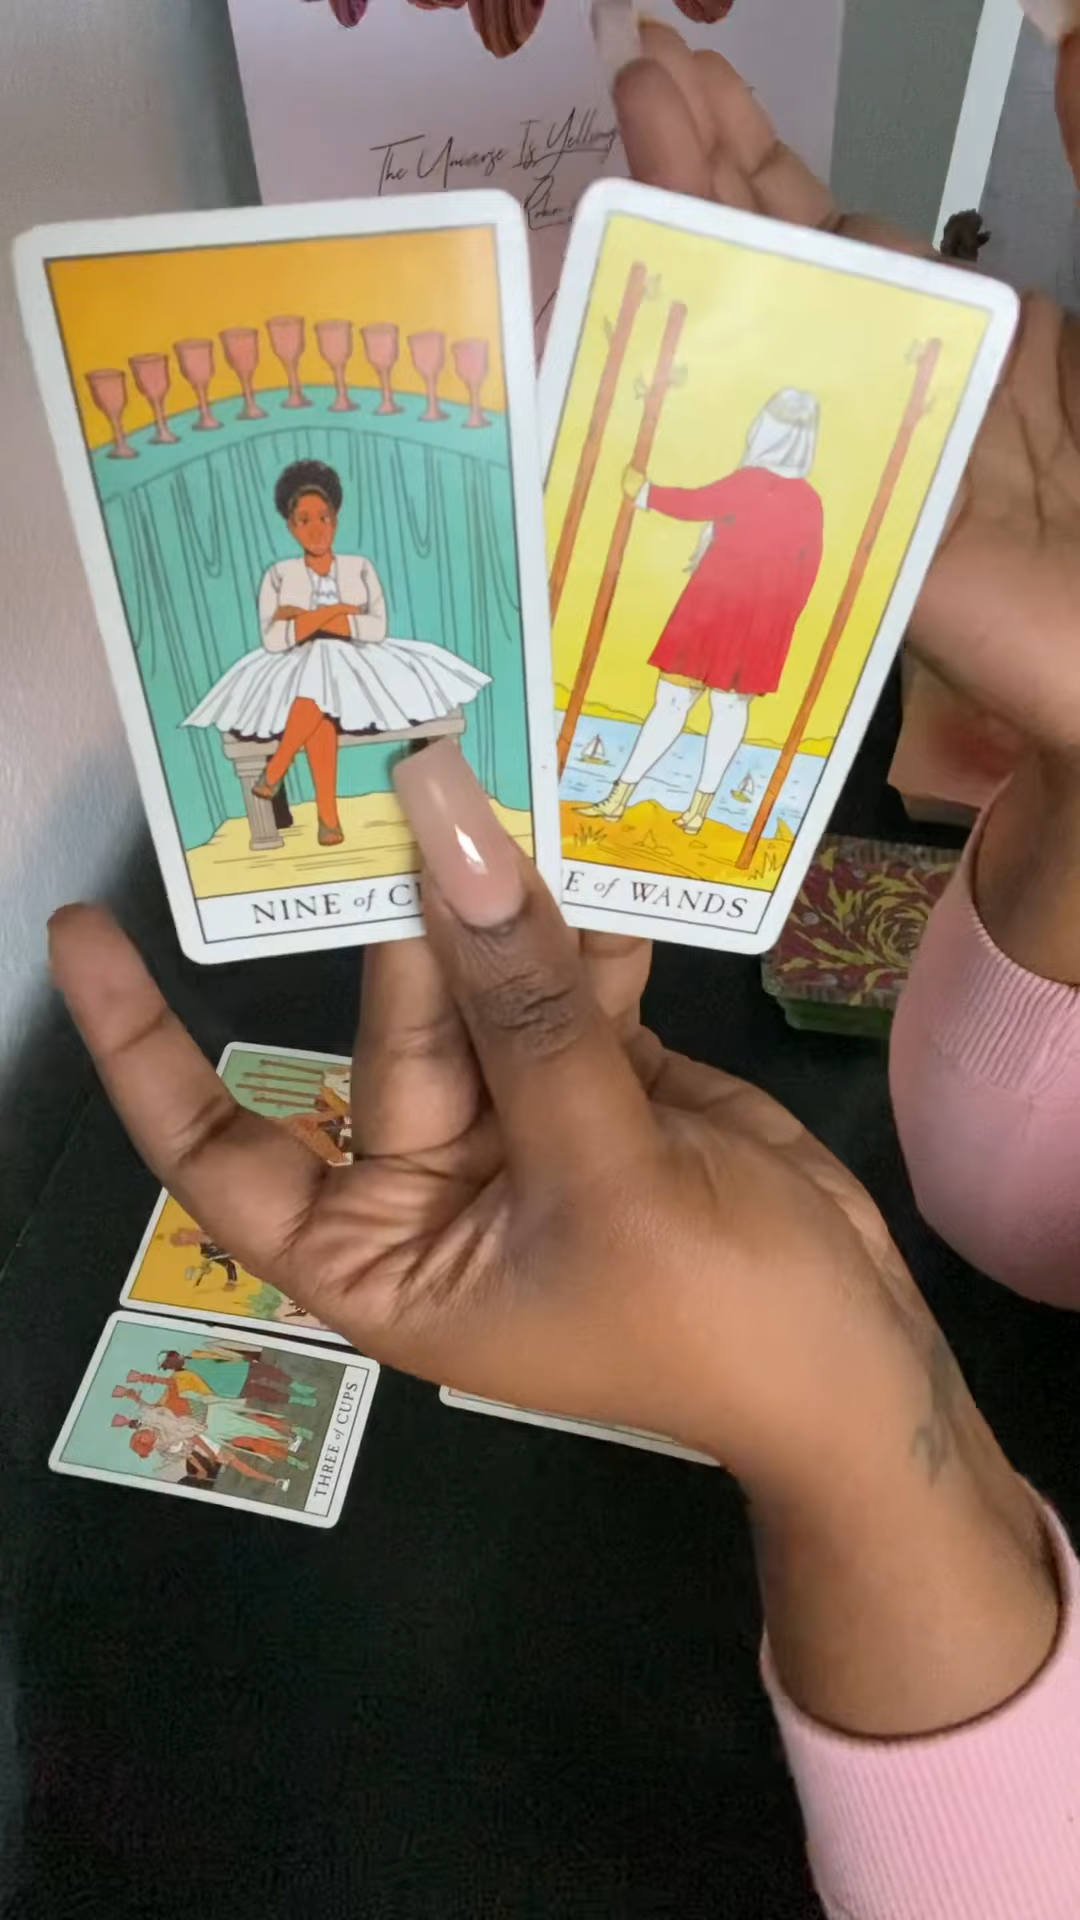 The Universe Is Yelling
NINE of C
E of WANDS
THREE of CUPS